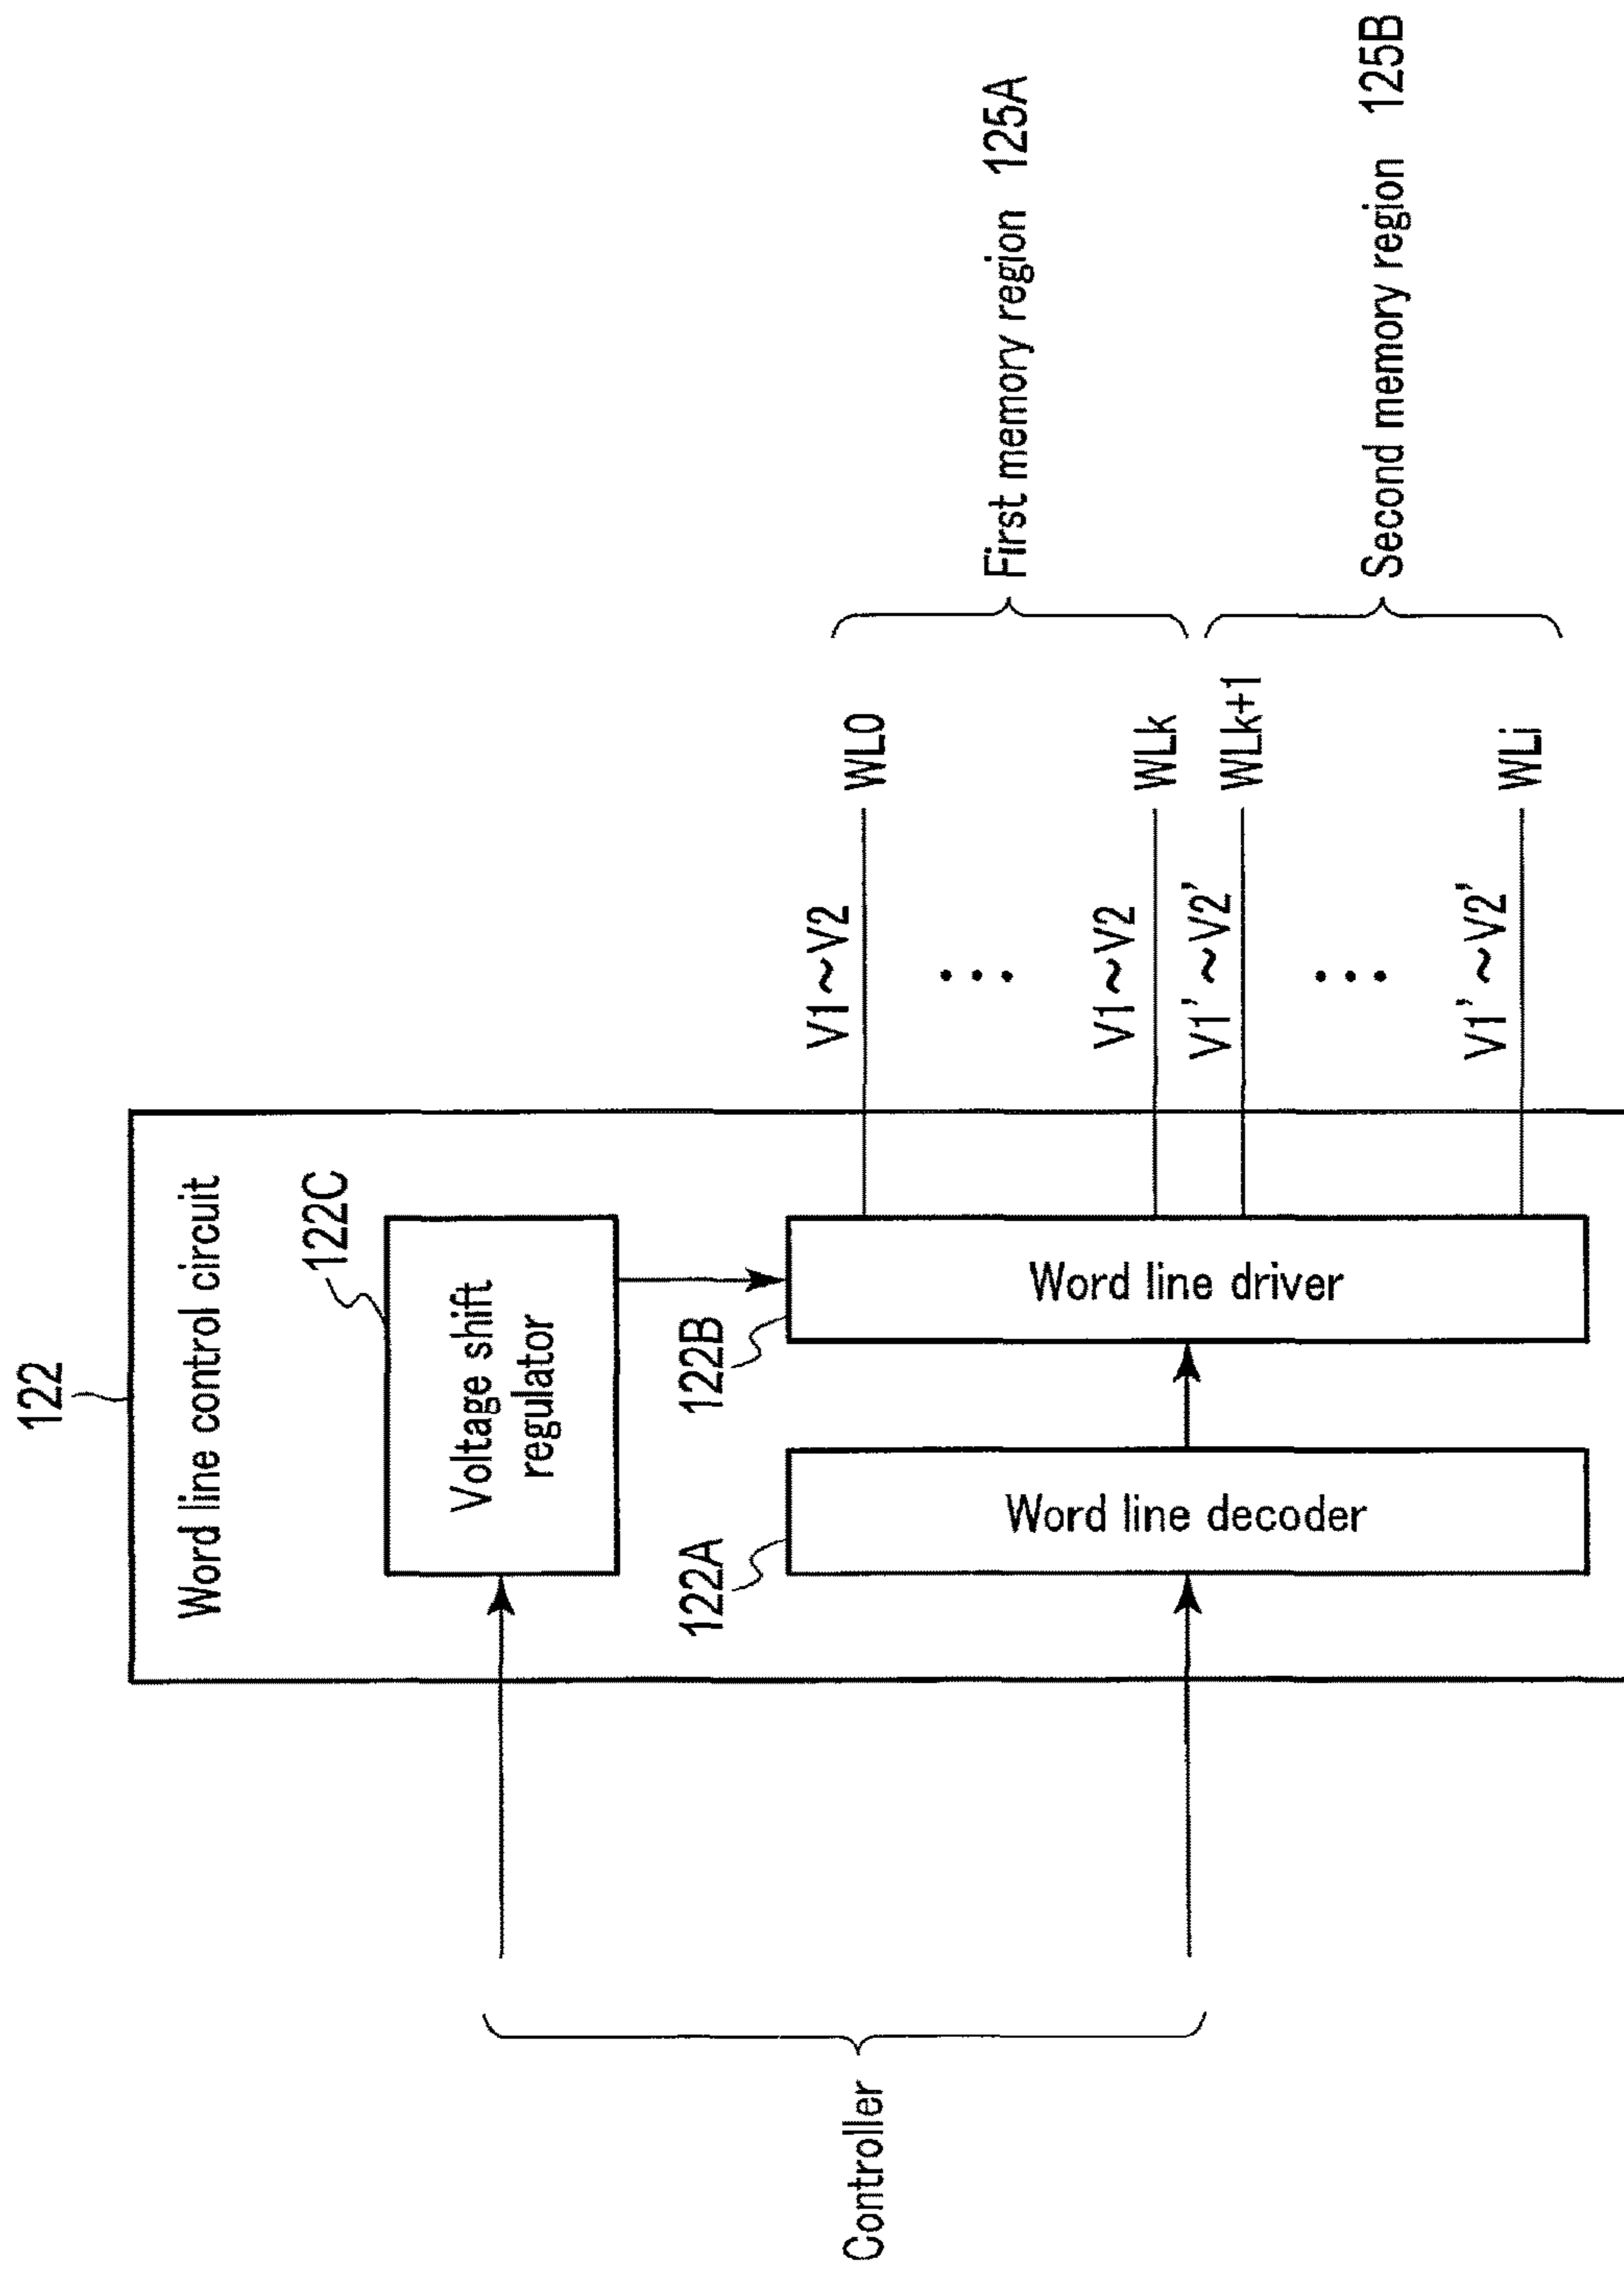 122
Word line control circuit
122C
Voltage shift
regulator
122A
Word line decoder
122B
Word line driver
Controller
V1~V2
WL0
• • •
V1~V2
WLk
V1'~V2'
WLk+1
• • •
V1'~V2'
WLi
First memory region 125A
Second memory region 125B